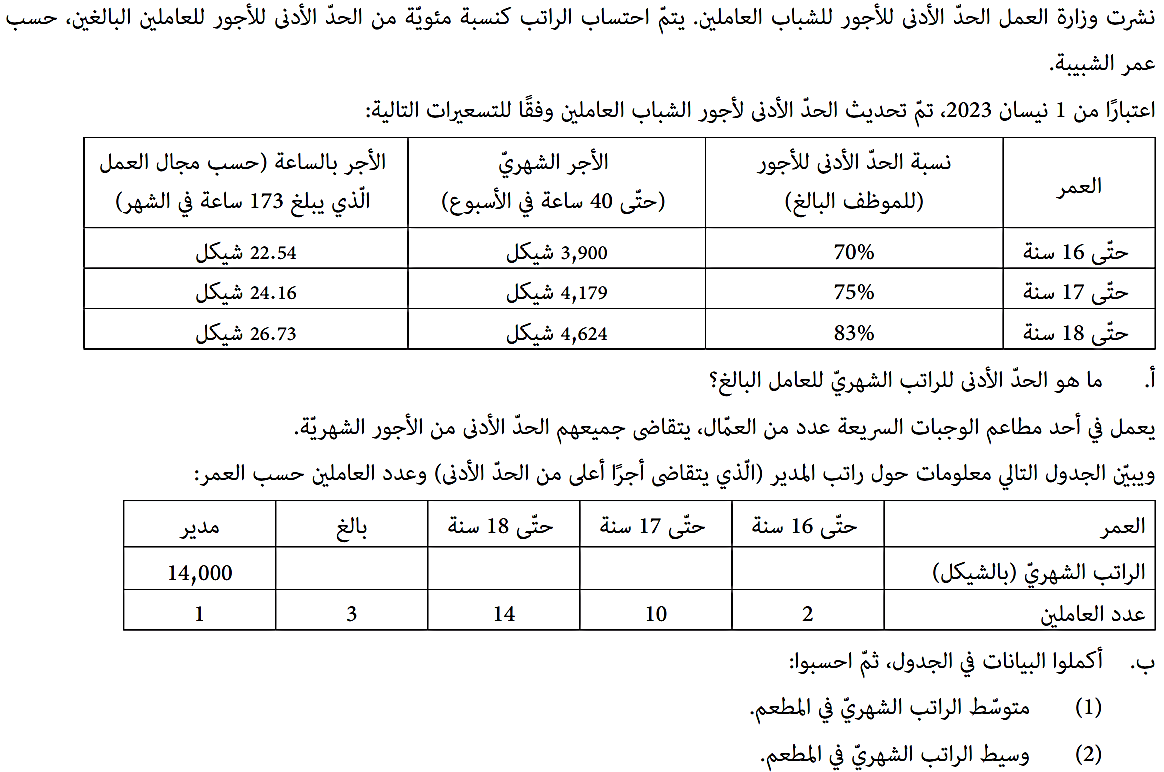 نشرت وزارة العمل الحدّ الأدنى للأجور للشباب العاملين. يتمّ احتساب الراتب كنسبة مئويّة من الحدّ الأدنى للأجور للعاملين البالغين، حسب
عمر الشبيبة.
اعتبارًا من 1 نيسان 2023، تمّ تحديث الحدّ الأدنى لأجور الشباب العاملين وفقًا للتسعيرات التالية:
العمر نسبة الحدّ الأدنى للأجور (للموظف البالغ) الأجر الشهريّ (حتّى 40 ساعة في الأسبوع) الأجر بالساعة (حسب مجال العمل الّذي يبلغ 173 ساعة في الشهر)
حتّى 16 سنة 70% 3,900 شيكل 22.54 شيكل
حتّى 17 سنة 75% 4,179 شيكل 24.16 شيكل
حتّى 18 سنة 83% 4,624 شيكل 26.73 شيكل
أ. ما هو الحدّ الأدنى للراتب الشهريّ للعامل البالغ؟
يعمل في أحد مطاعم الوجبات السريعة عدد من العمّال، يتقاضى جميعهم الحدّ الأدنى من الأجور الشهريّة.
ويبيّن الجدول التالي معلومات حول راتب المدير (الّذي يتقاضى أجرًا أعلى من الحدّ الأدنى) وعدد العاملين حسب العمر:
العمر حتّى 16 سنة حتّى 17 سنة حتّى 18 سنة بالغ مدير
الراتب الشهريّ (بالشيكل) 14,000
عدد العاملين 2 10 14 3 1
ب. أكملوا البيانات في الجدول، ثمّ احسبوا:
(1) متوسّط الراتب الشهريّ في المطعم.
(2) وسيط الراتب الشهريّ في المطعم.